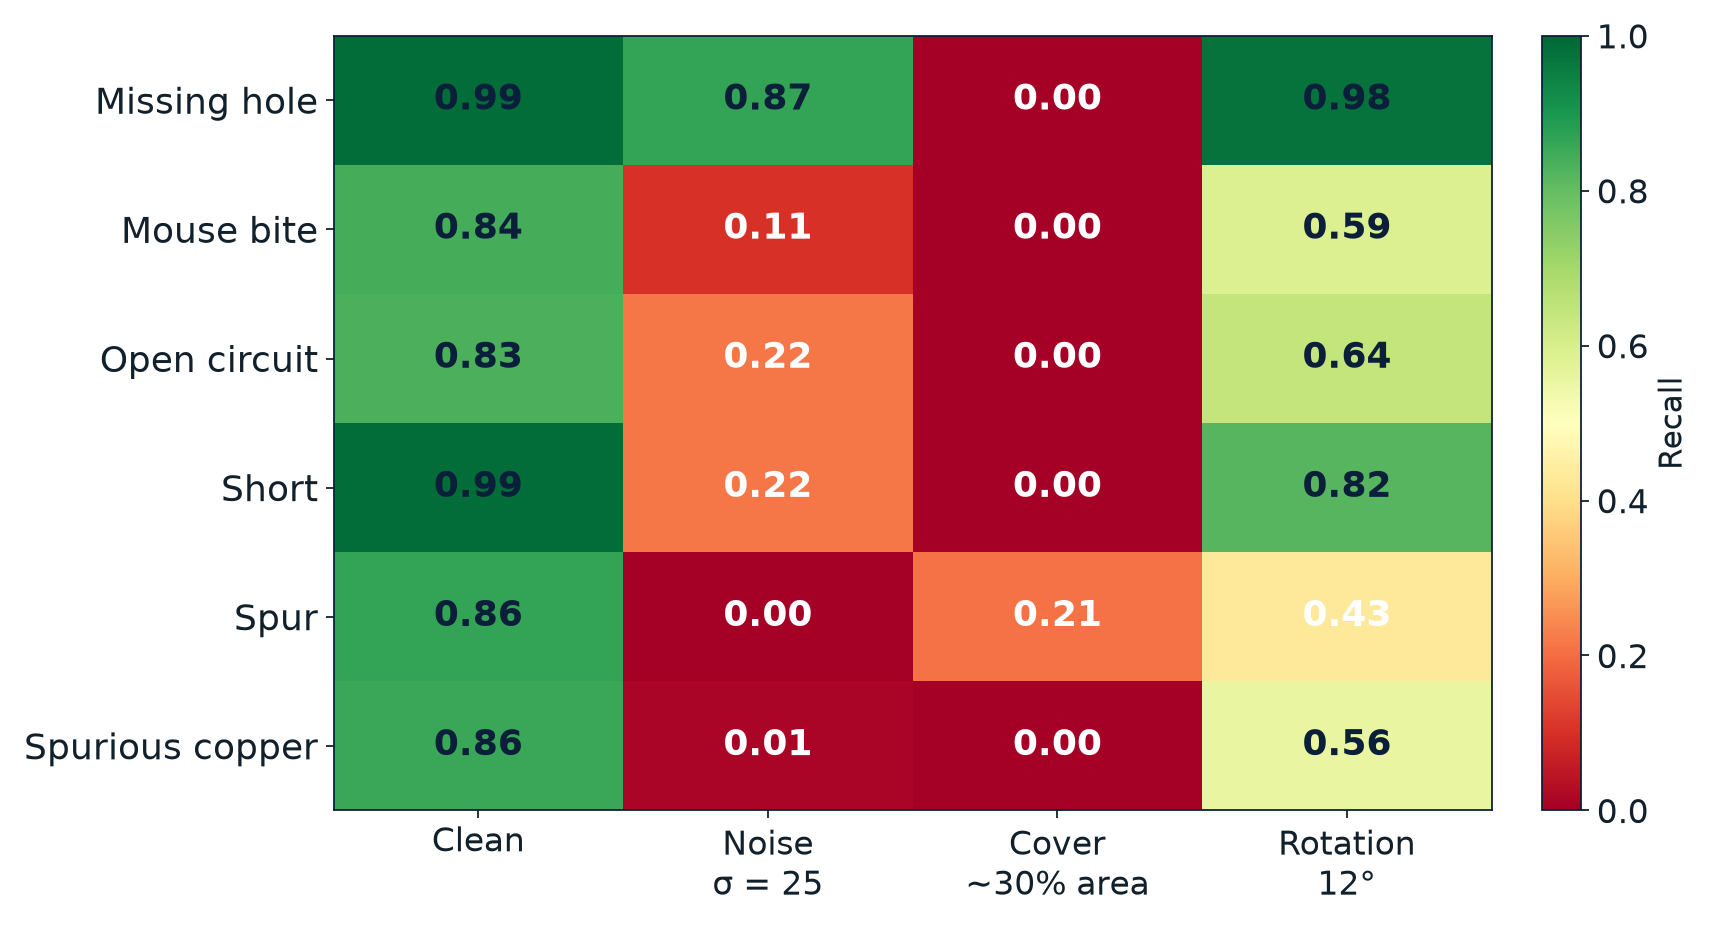 Missing hole 0.99 0.87 0.00 0.98
Mouse bite 0.84 0.11 0.00 0.59
Open circuit 0.83 0.22 0.00 0.64
Short 0.99 0.22 0.00 0.82
Spur 0.86 0.00 0.21 0.43
Spurious copper 0.86 0.01 0.00 0.56
Clean
Noise
σ = 25
Cover
~30% area
Rotation
12°
1.0
0.8
0.6
0.4
0.2
0.0
Recall